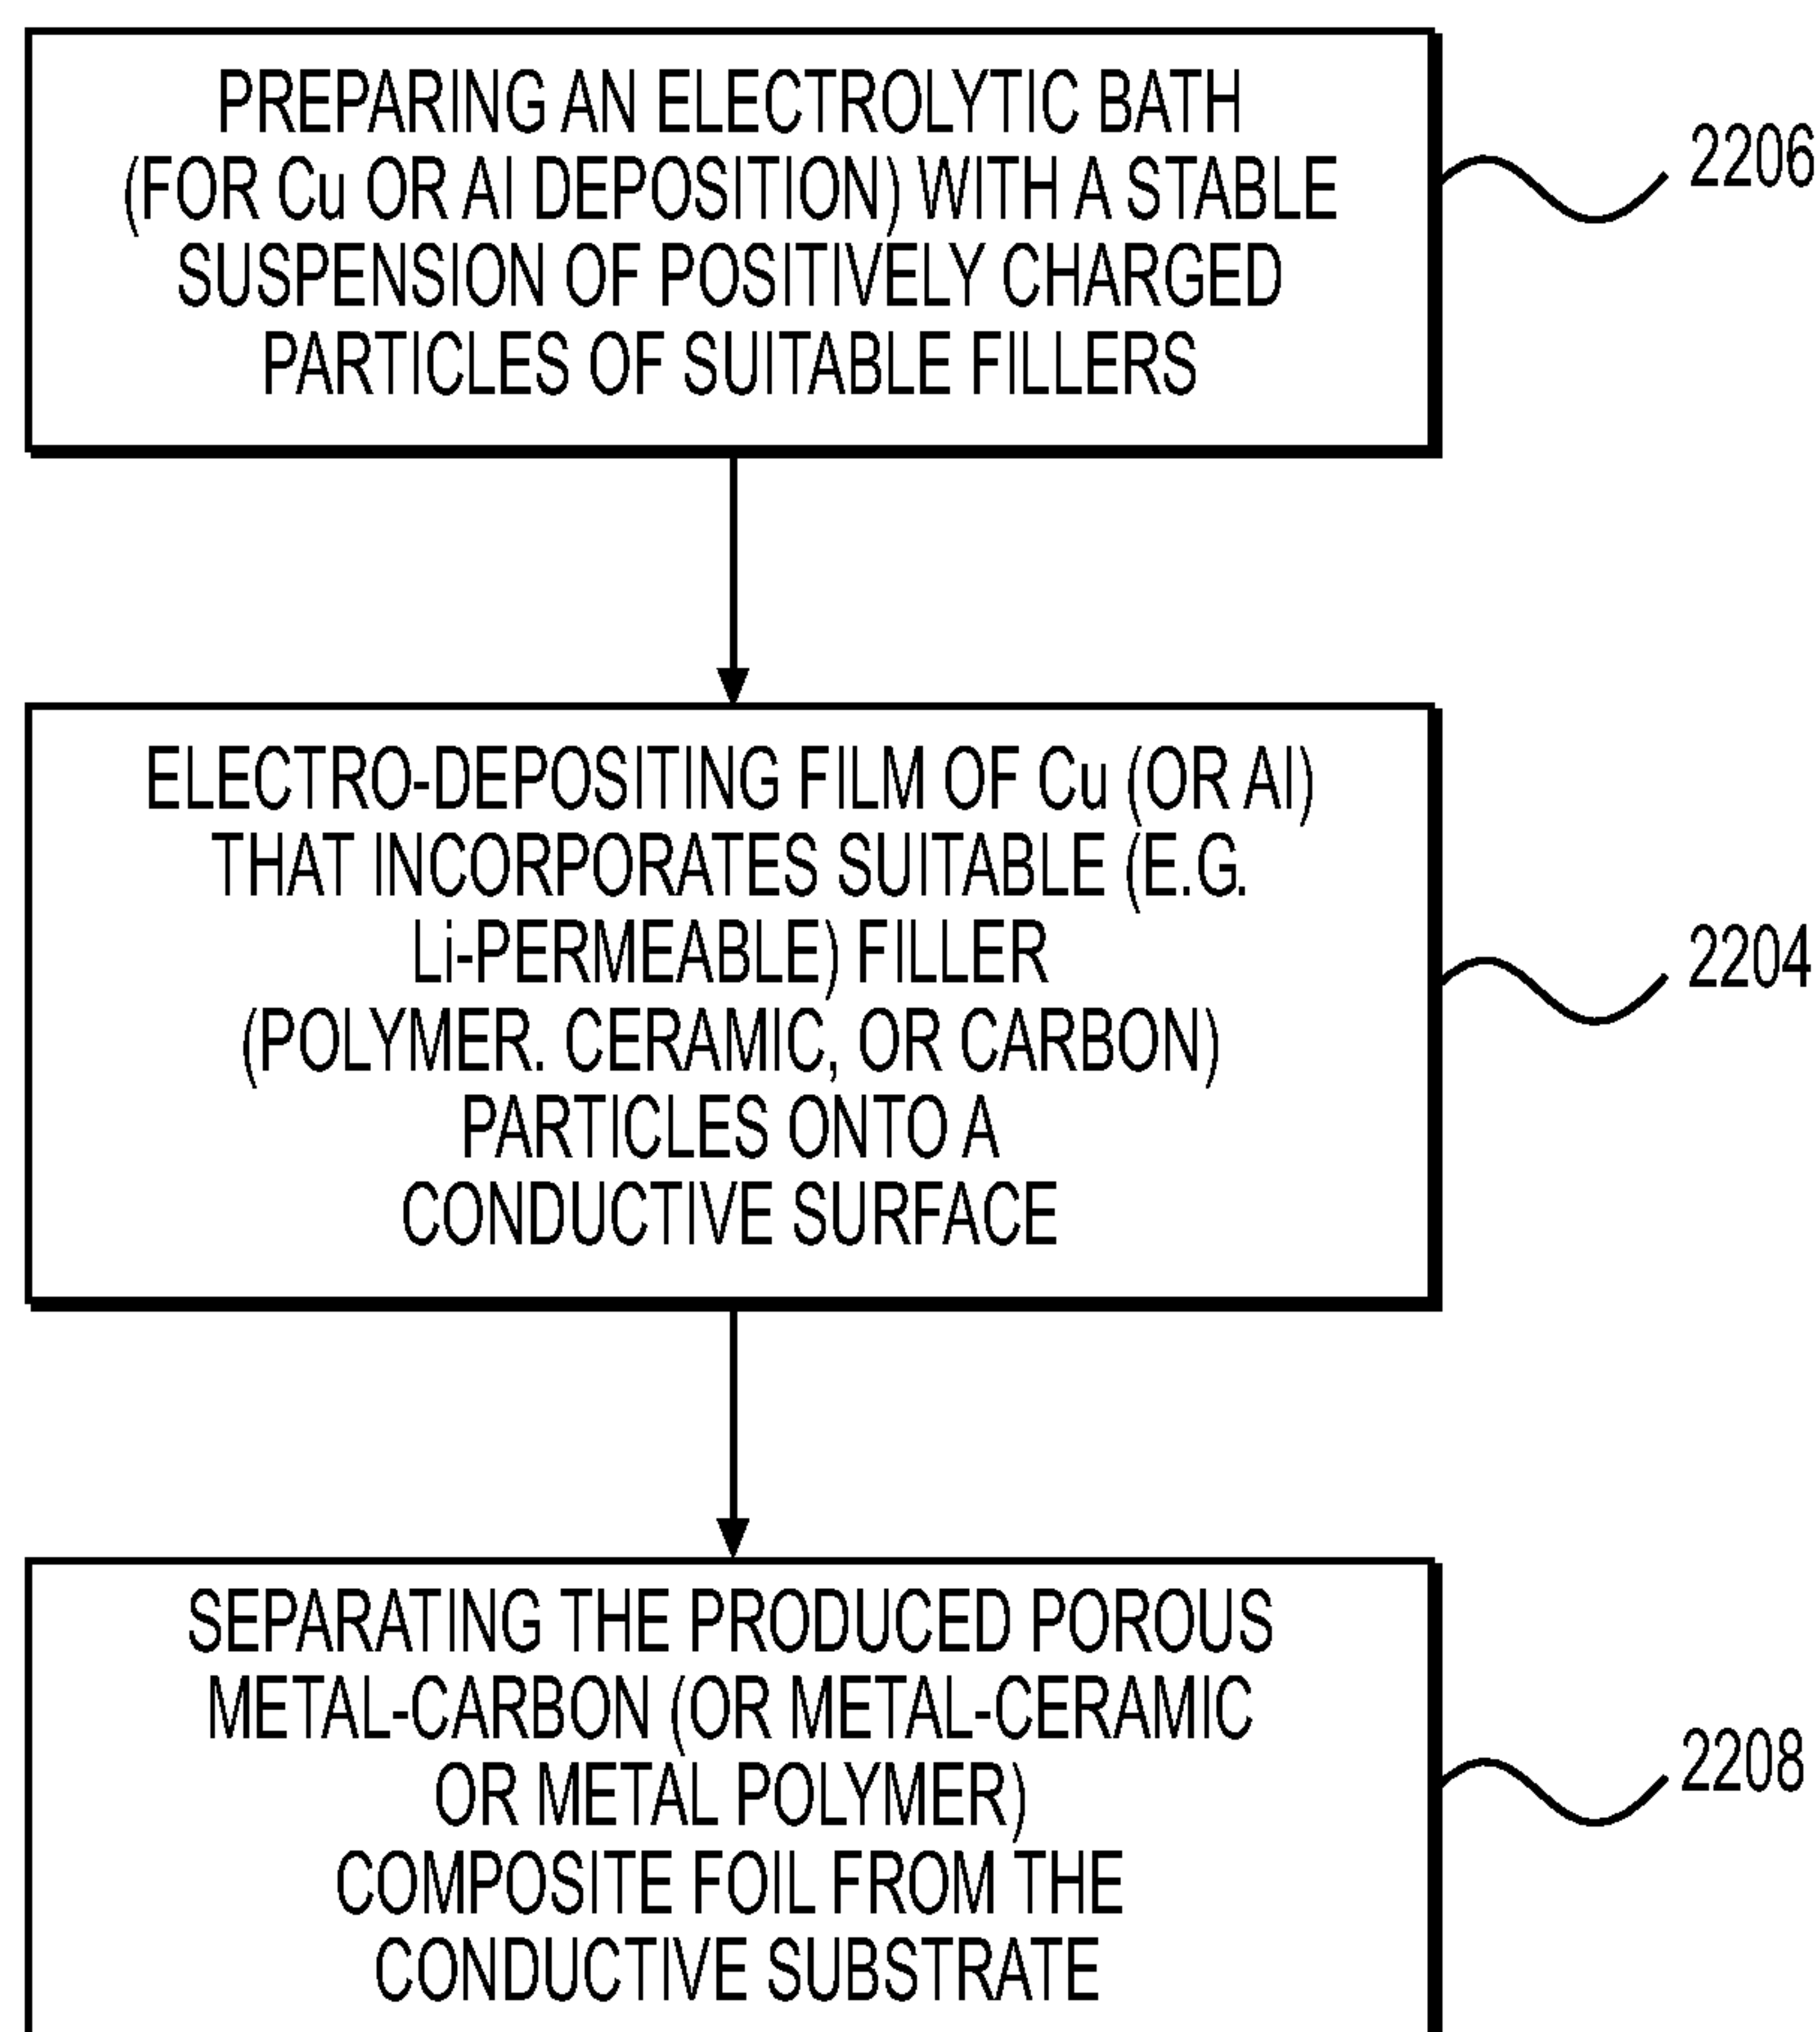 PREPARING AN ELECTROLYTIC BATH
(FOR Cu OR Al DEPOSITION) WITH A STABLE
SUSPENSION OF POSITIVELY CHARGED
PARTICLES OF SUITABLE FILLERS
2206
ELECTRO-DEPOSITING FILM OF Cu (OR Al)
THAT INCORPORATES SUITABLE (E.G.
Li-PERMEABLE) FILLER
(POLYMER. CERAMIC, OR CARBON)
PARTICLES ONTO A
CONDUCTIVE SURFACE
2204
SEPARATING THE PRODUCED POROUS
METAL-CARBON (OR METAL-CERAMIC
OR METAL POLYMER)
COMPOSITE FOIL FROM THE
CONDUCTIVE SUBSTRATE
2208